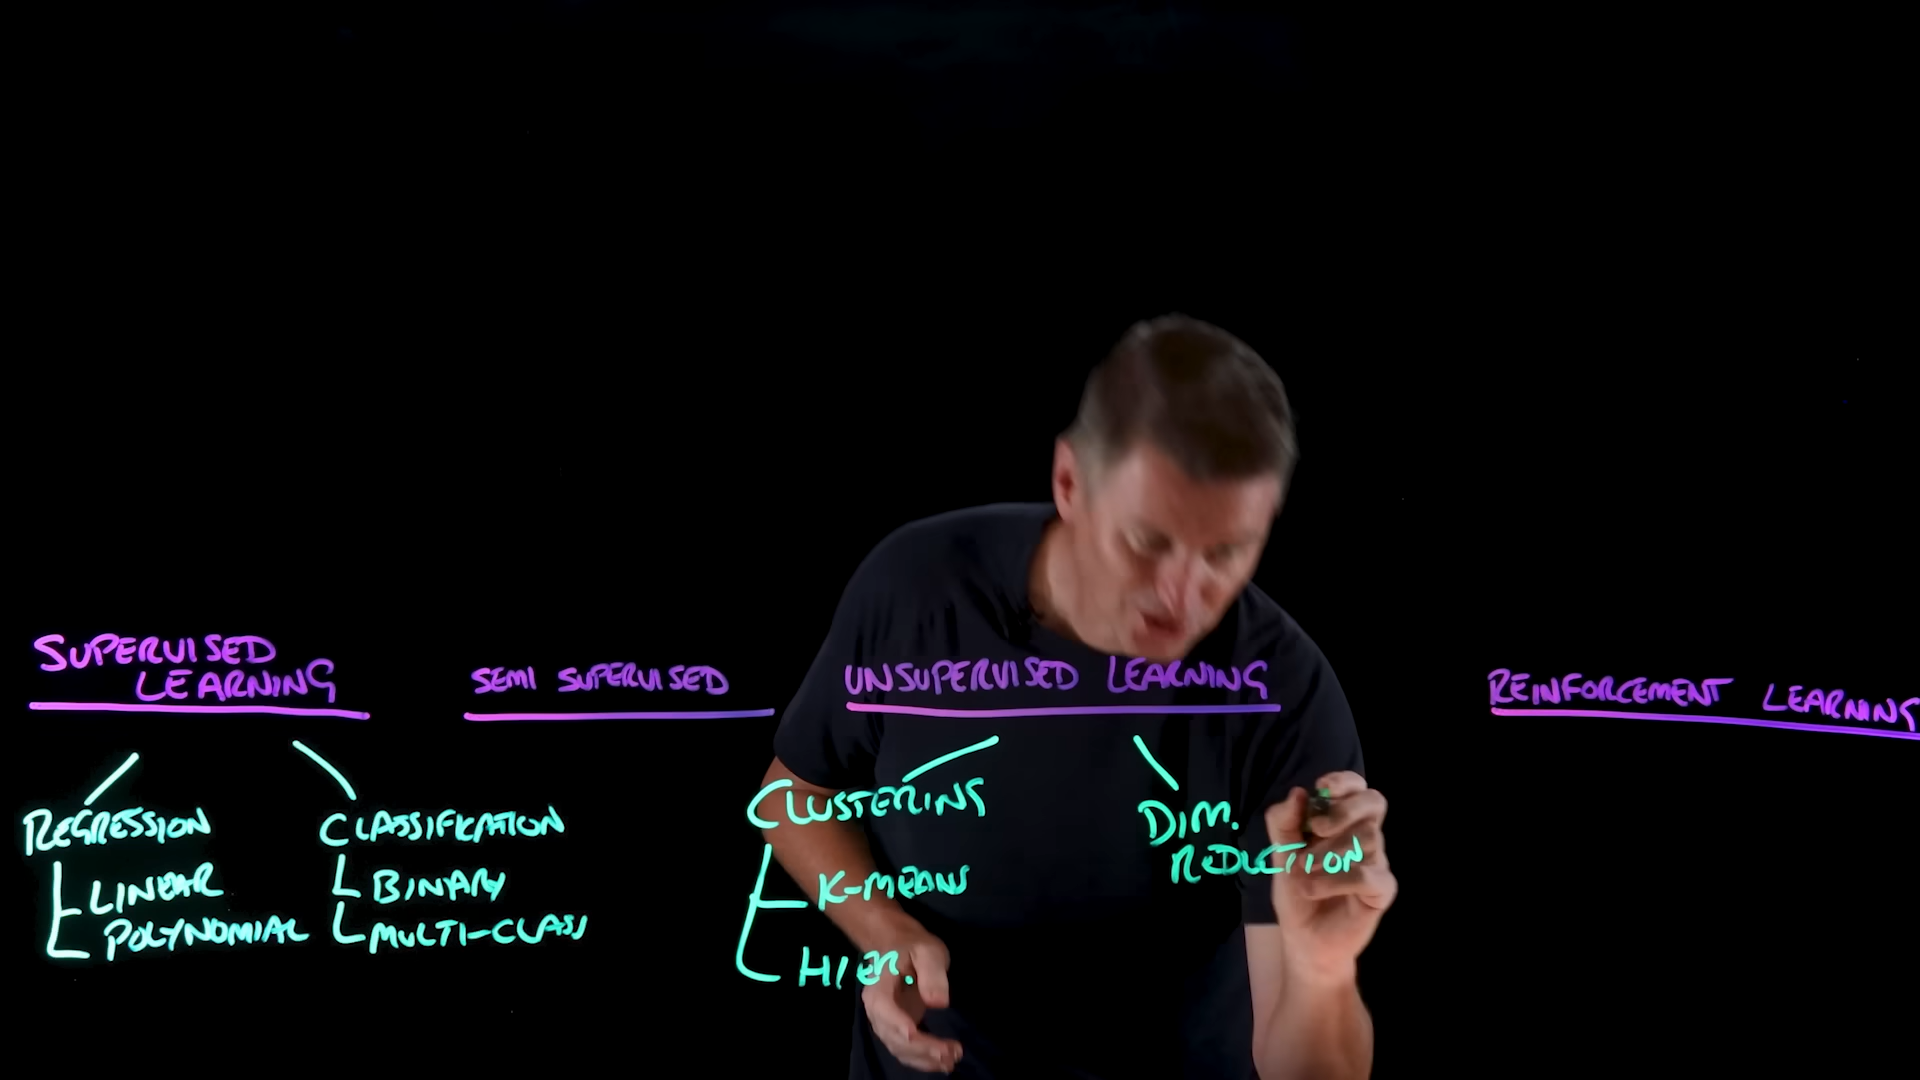 SUPERVISED
LEARNING
SEMI SUPERVISED
UNSUPERVISED LEARNING
REINFORCEMENT LEARNING
REGRESSION
LINEAR
POLYNOMIAL
CLASSIFICATION
BINARY
MULTI-CLASS
CLUSTERING
K-MEANS
HIER.
DIM.
REDUCTION